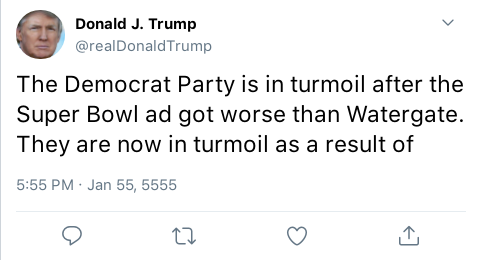 Donald J. Trump
@realDonaldTrump
The Democrat Party is in turmoil after the
Super Bowl ad got worse than Watergate.
They are now in turmoil as a result of
5:55 PM · Jan 55, 5555